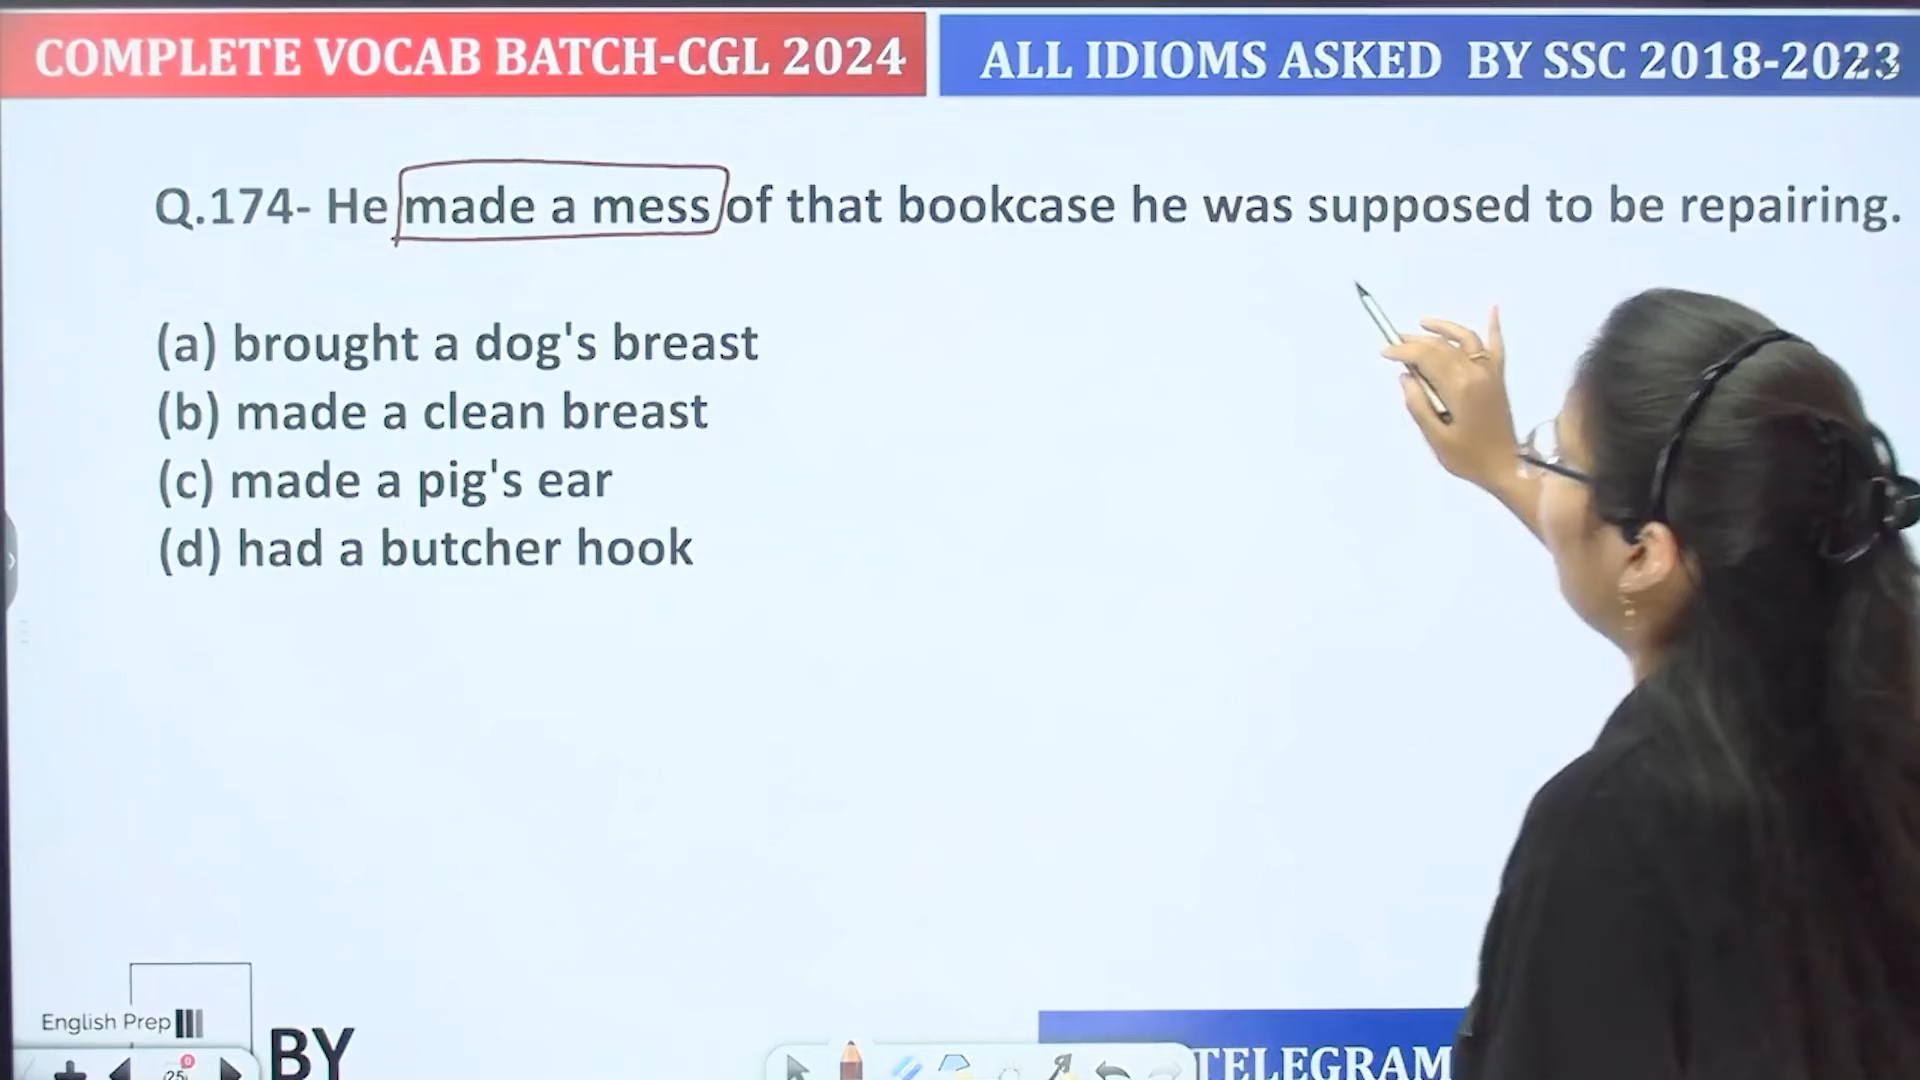 COMPLETE VOCAB BATCH-CGL 2024
ALL IDIOMS ASKED BY SSC 2018-2023
Q.174- He made a mess of that bookcase he was supposed to be repairing.
(a) brought a dog's breast
(b) made a clean breast
(c) made a pig's ear
(d) had a butcher hook
English Prep
BY
TELEGRAM
25